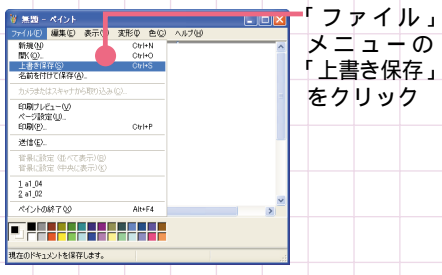 無題 - ペイント
ファイル(F) 編集(E) 表示(V) 変形(I) 色(C) ヘルプ(H)
新規(N) Ctrl+N
開く(O)... Ctrl+O
上書き保存(S) Ctrl+S
名前を付けて保存(A)...
カメラまたはスキャナから取り込み(C)...
印刷プレビュー(V)
ページ設定(U)...
印刷(P)... Ctrl+P
送信(E)...
背景に設定 (並べて表示)(B)
背景に設定 (中央に表示)(K)
1 a1_04
2 a1_02
ペイントの終了(X) Alt+F4
現在のドキュメントを保存します。
「ファイル」
メニューの
「上書き保存」
をクリック